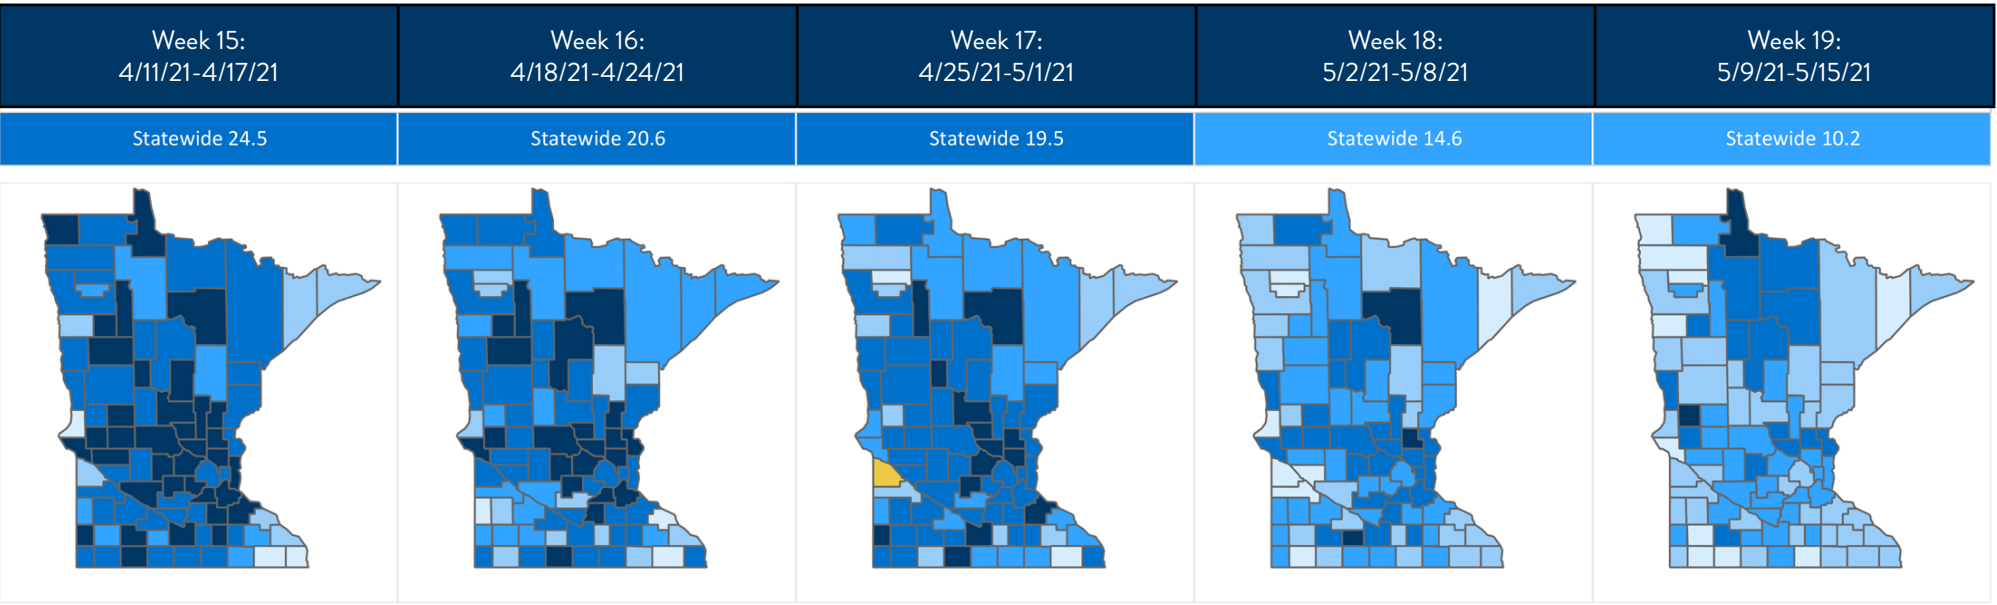 Week 15:
4/11/21-4/17/21
Week 16:
4/18/21-4/24/21
Week 17:
4/25/21-5/1/21
Week 18:
5/2/21-5/8/21
Week 19:
5/9/21-5/15/21
Statewide 24.5
Statewide 20.6
Statewide 19.5
Statewide 14.6
Statewide 10.2